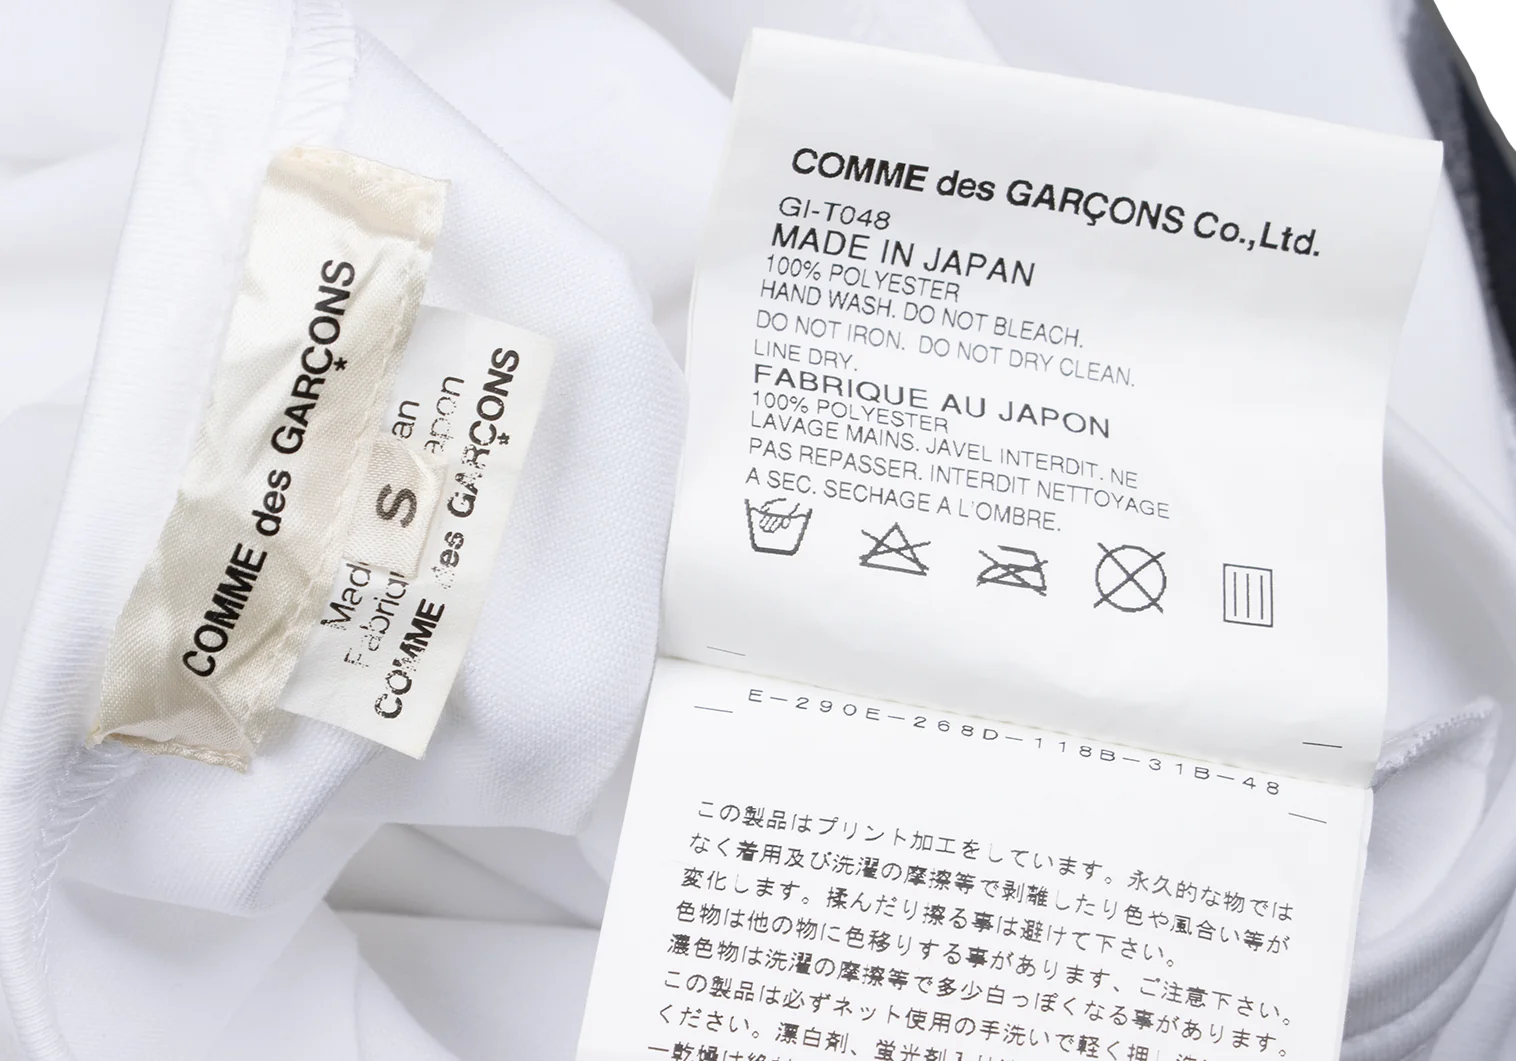 COMME des GARÇONS
*
S
Made
an
apon
COMME des GARÇONS
*
COMME des GARÇONS Co.,Ltd.
GI-T048
MADE IN JAPAN
100% POLYESTER
HAND WASH. DO NOT BLEACH.
DO NOT IRON. DO NOT DRY CLEAN.
LINE DRY.
FABRIQUE AU JAPON
100% POLYESTER
LAVAGE MAINS. JAVEL INTERDIT. NE
PAS REPASSER. INTERDIT NETTOYAGE
A SEC. SECHAGE A L'OMBRE.
E-290E-268D-118B-31B-48
この製品はプリント加工をしています。永久的な物では
なく着用及び洗濯の摩擦等で剥離したり色や風合い等が
変化します。揉んだり擦る事は避けて下さい。
色物は他の物に色移りする事があります、ご注意下さい。
濃色物は洗濯の摩擦等で多少白っぽくなる事があります。
この製品は必ずネット使用の手洗いで軽く押し洗
ください。漂白剤、蛍光剤入り